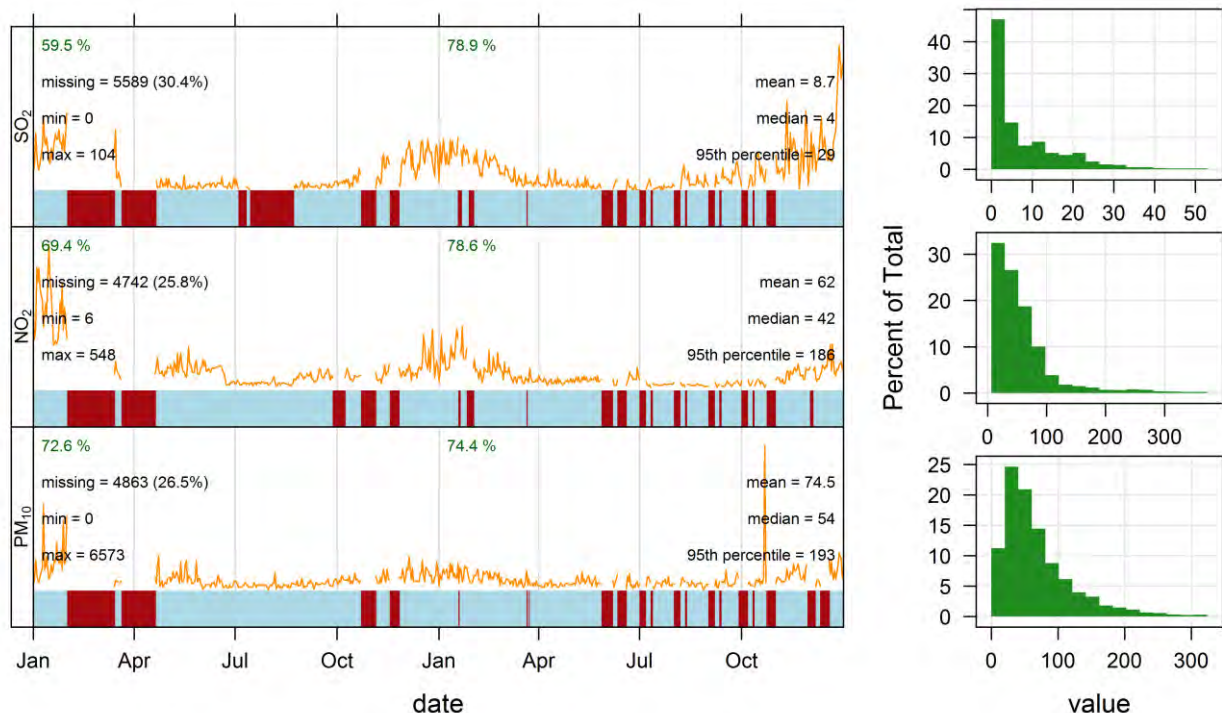 59.5 %
78.9 %
missing = 5589 (30.4%)
mean = 8.7
min = 0
median = 4
max = 104
95th percentile = 29
SO₂
69.4 %
78.6 %
missing = 4742 (25.8%)
mean = 62
min = 6
median = 42
max = 548
95th percentile = 186
NO₂
72.6 %
74.4 %
missing = 4863 (26.5%)
mean = 74.5
min = 0
median = 54
max = 6573
95th percentile = 193
PM₁₀
Jan Apr Jul Oct Jan Apr Jul Oct
date
40
30
20
10
0
0 10 20 30 40 50
30
20
10
0
0 100 200 300
25
20
15
10
5
0
0 100 200 300
Percent of Total
value